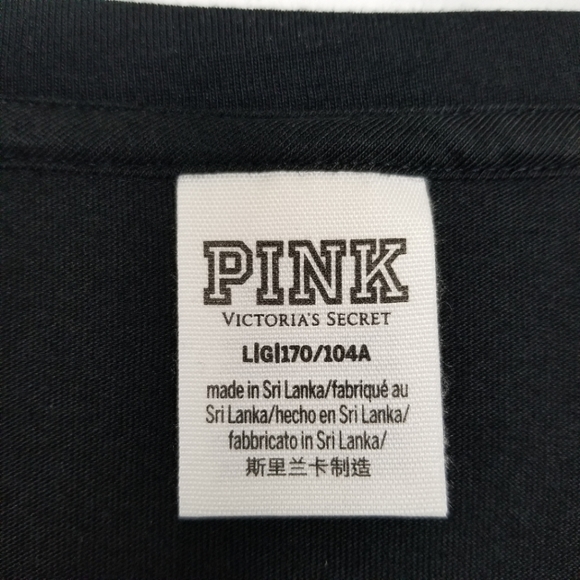 PINK
VICTORIA'S SECRET
L|G|170/104A
made in Sri Lanka/fabriqué au
Sri Lanka/hecho en Sri Lanka/
fabbricato in Sri Lanka/
斯里兰卡制造